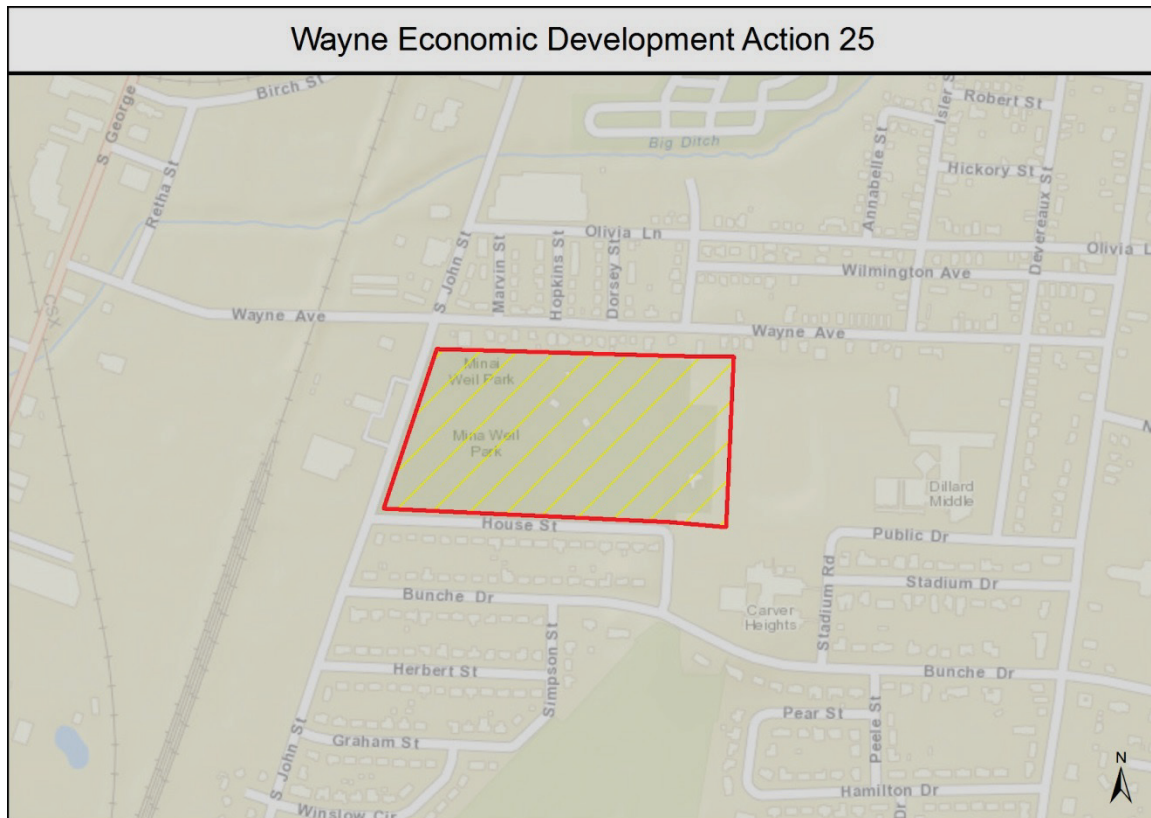 Wayne Economic Development Action 25
Birch St
S. George
Retha St
S John St
Big Ditch
Robert St
Isler S
Annabelle St
Hickory St
Devereaux St
Olivia Ln
Olivia L
Marvin St
Hopkins St
Dorsey St
Wilmington Ave
CSX
Wayne Ave
Wayne Ave
Minai
Weil Park
Mina Weil
Park
N
Dillard
Middle
House St
Public Dr
Stadium Dr
Stadium Rd
Carver
Heights
Bunche Dr
Simpson St
Herbert St
Bunche Dr
Pear St
Peele St
Graham St
S John St
Hamilton Dr
Dr
Winslow Cir
N